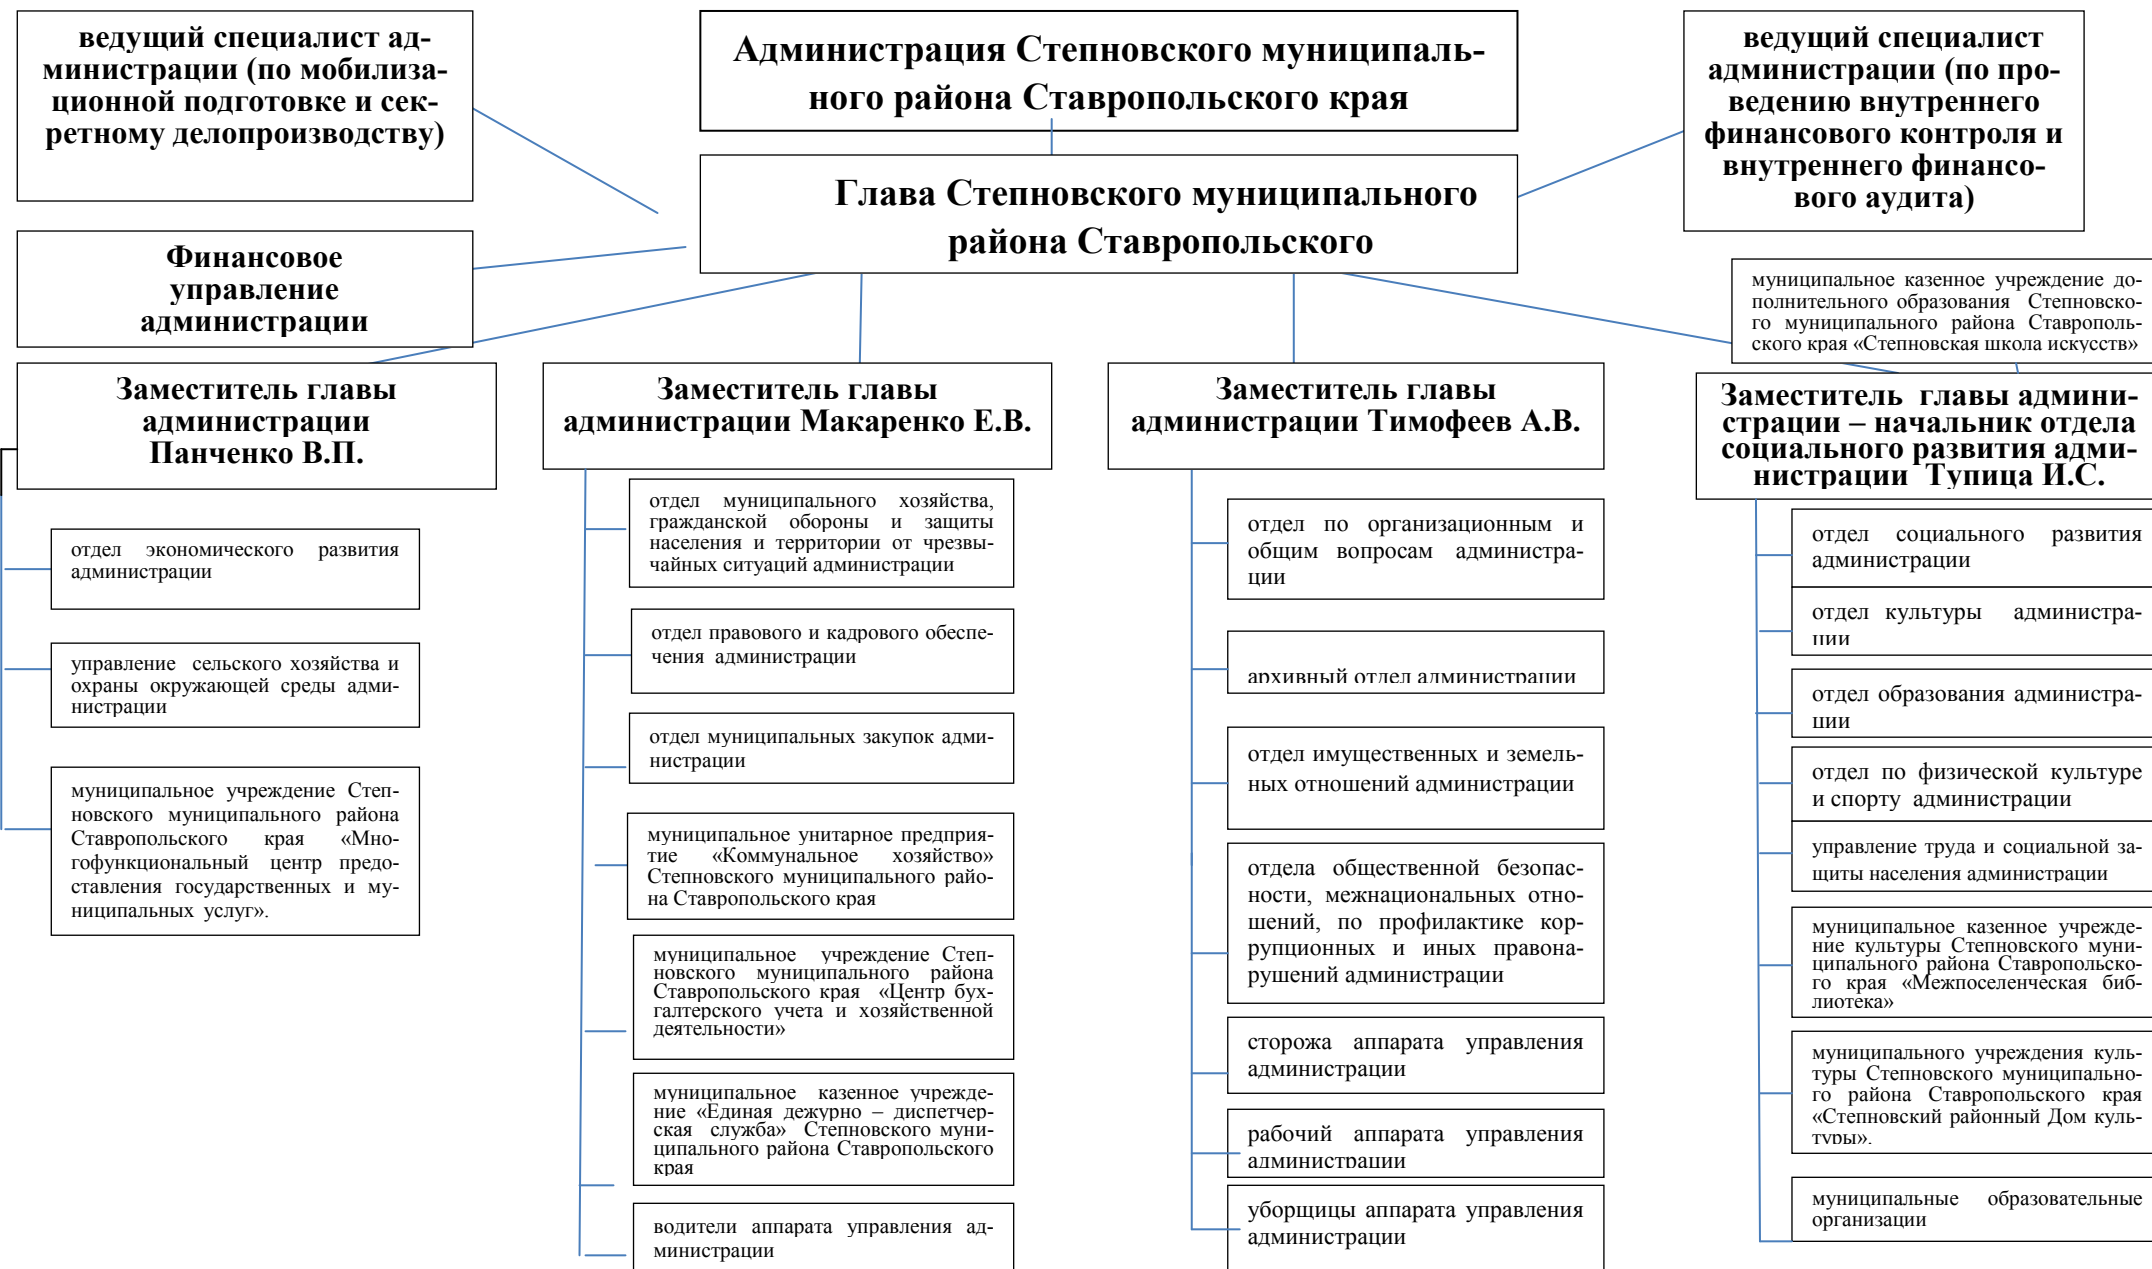 ведущий специалист ад-
министрации (по мобилиза-
ционной подготовке и сек-
ретному делопроизводству)
Администрация Степновского муниципаль-
ного района Ставропольского края
ведущий специалист
администрации (по про-
ведению внутреннего
финансового контроля и
внутреннего финансо-
вого аудита)
Глава Степновского муниципального
района Ставропольского
Финансовое
управление
администрации
муниципальное казенное учреждение до-
полнительного образования Степновско-
го муниципального района Ставрополь-
ского края «Степновская школа искусств»
Заместитель главы
администрации
Панченко В.П.
отдел экономического развития
администрации
управление сельского хозяйства и
охраны окружающей среды адми-
нистрации
муниципальное учреждение Степ-
новского муниципального района
Ставропольского края «Мно-
гофункциональный центр предо-
ставления государственных и му-
ниципальных услуг».
Заместитель главы
администрации Макаренко Е.В.
отдел муниципального хозяйства,
гражданской обороны и защиты
населения и территории от чрезвы-
чайных ситуаций администрации
отдел правового и кадрового обеспе-
чения администрации
отдел муниципальных закупок адми-
нистрации
муниципальное унитарное предприя-
тие «Коммунальное хозяйство»
Степновского муниципального райо-
на Ставропольского края
муниципальное учреждение Степ-
новского муниципального района
Ставропольского края «Центр бух-
галтерского учета и хозяйственной
деятельности»
муниципальное казенное учрежде-
ние «Единая дежурно – диспетчер-
ская служба» Степновского муни-
ципального района Ставропольского
края
водители аппарата управления ад-
министрации
Заместитель главы
администрации Тимофеев А.В.
отдел по организационным и
общим вопросам администра-
ции
архивный отдел администрации
отдел имущественных и земель-
ных отношений администрации
отдела общественной безопас-
ности, межнациональных отно-
шений, по профилактике кор-
рупционных и иных правона-
рушений администрации
сторожа аппарата управления
администрации
рабочий аппарата управления
администрации
уборщицы аппарата управления
администрации
Заместитель главы админи-
страции – начальник отдела
социального развития адми-
нистрации Тупица И.С.
отдел социального развития
администрации
отдел культуры администра-
ции
отдел образования администра-
ции
отдел по физической культуре
и спорту администрации
управление труда и социальной за-
щиты населения администрации
муниципальное казенное учрежде-
ние культуры Степновского муни-
ципального района Ставропольско-
го края «Межпоселенческая биб-
лиотека»
муниципального учреждения куль-
туры Степновского муниципально-
го района Ставропольского края
«Степновский районный Дом куль-
туры».
муниципальные образовательные
организации